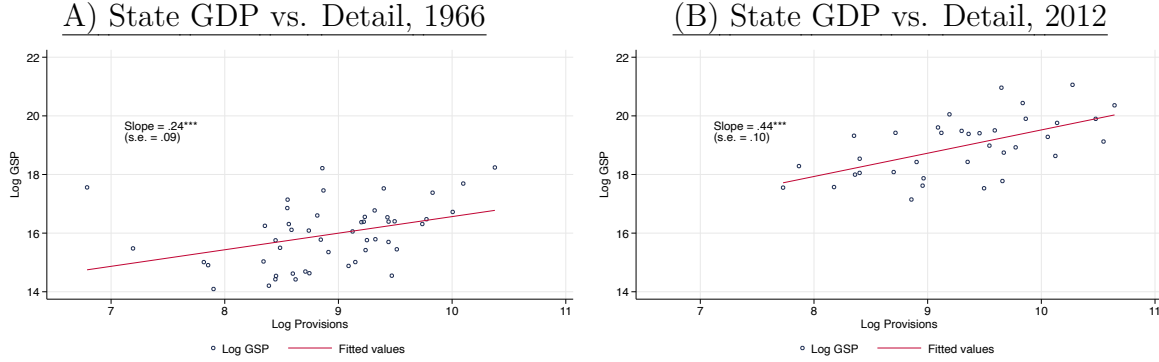 A) State GDP vs. Detail, 1966
22
20
18
16
14
Log GSP
Slope = .24***
(s.e. = .09)
7
8
9
10
11
Log Provisions
Log GSP
Fitted values
(B) State GDP vs. Detail, 2012
22
20
18
16
14
Log GSP
Slope = .44***
(s.e. = .10)
7
8
9
10
11
Log Provisions
Log GSP
Fitted values